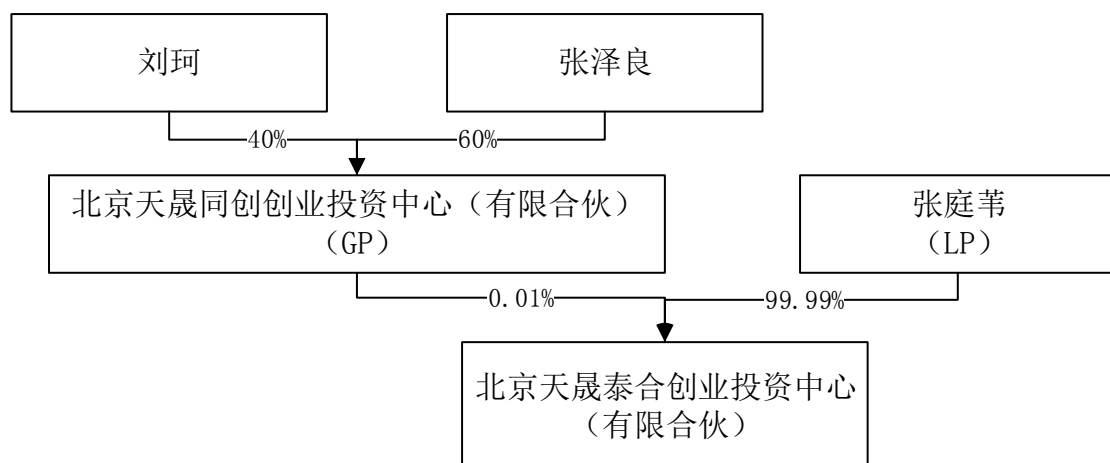 刘珂
张泽良
40%
60%
北京天晟同创创业投资中心（有限合伙）
（GP）
张庭苇
（LP）
0.01%
99.99%
北京天晟泰合创业投资中心
（有限合伙）